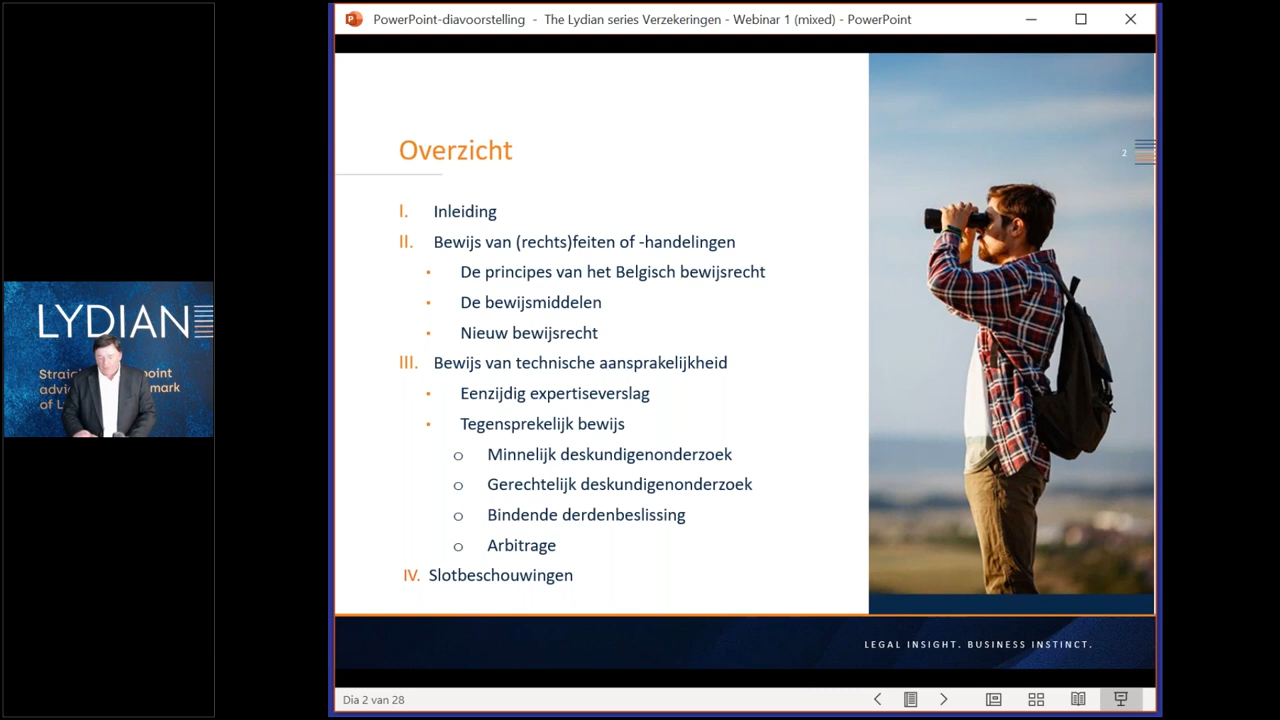 PowerPoint-diavoorstelling - The Lydian series Verzekeringen - Webinar 1 (mixed) - PowerPoint
Overzicht
2
I. Inleiding
II. Bewijs van (rechts)feiten of -handelingen
▪ De principes van het Belgisch bewijsrecht
▪ De bewijsmiddelen
▪ Nieuw bewijsrecht
III. Bewijs van technische aansprakelijkheid
▪ Eenzijdig expertiseverslag
▪ Tegensprekelijk bewijs
o Minnelijk deskundigenonderzoek
o Gerechtelijk deskundigenonderzoek
o Bindende derdenbeslissing
o Arbitrage
IV. Slotbeschouwingen
LEGAL INSIGHT. BUSINESS INSTINCT.
Dia 2 van 28
LYDIAN
of